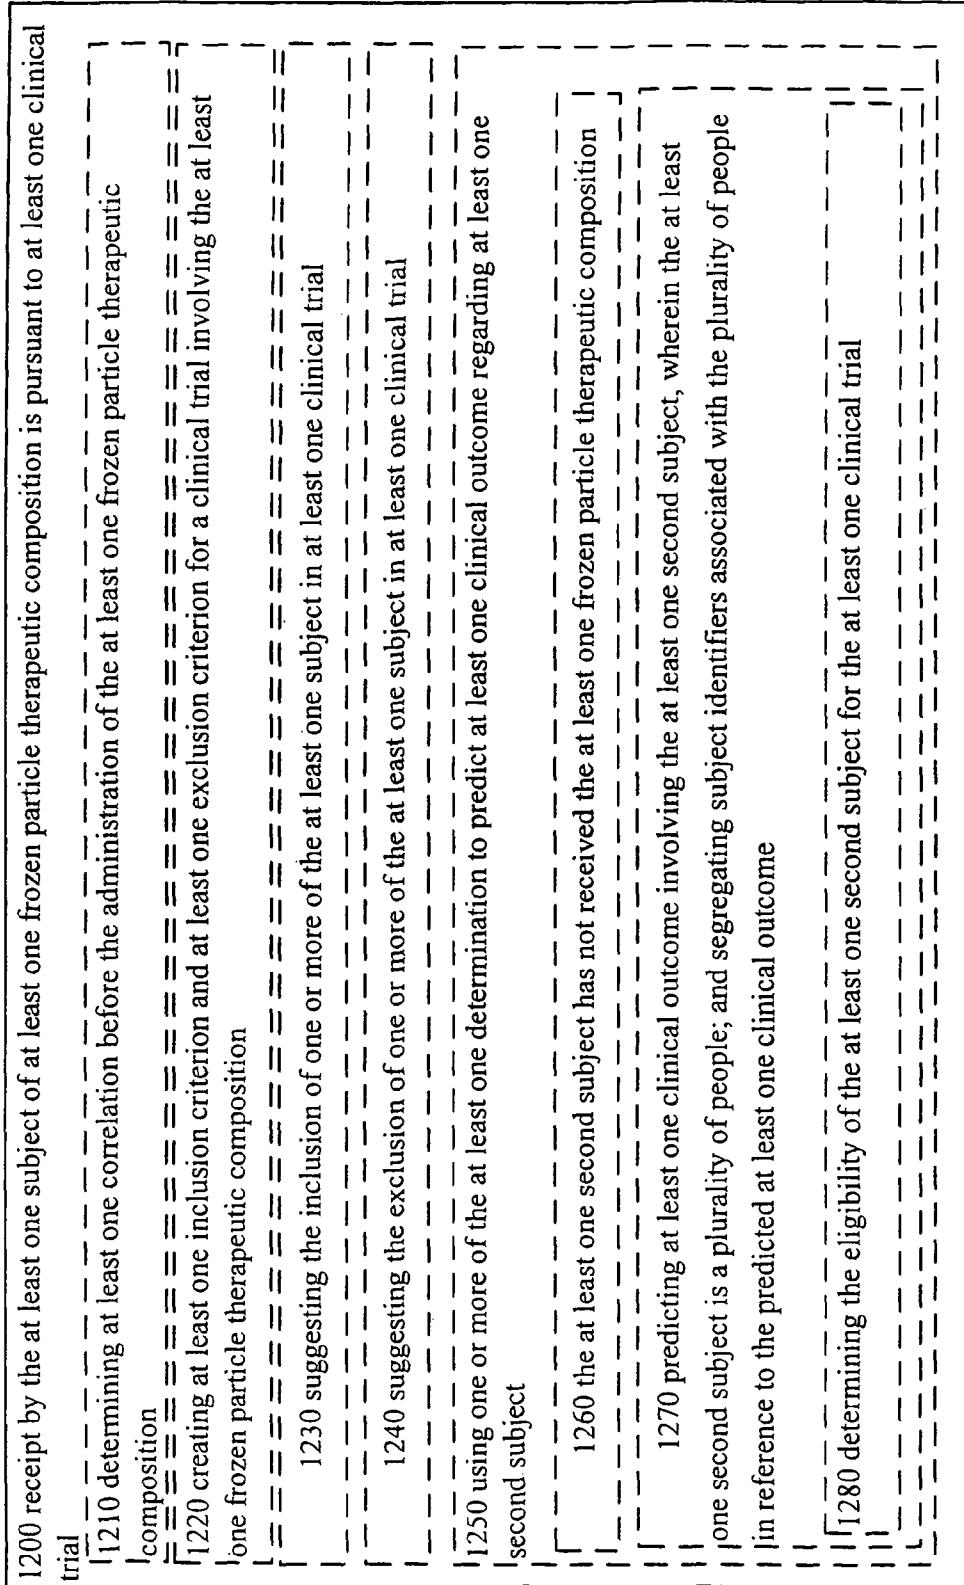 1200 receipt by the at least one subject of at least one frozen particle therapeutic composition is pursuant to at least one clinical
trial
1210 determining at least one correlation before the administration of the at least one frozen particle therapeutic
composition
1220 creating at least one inclusion criterion and at least one exclusion criterion for a clinical trial involving the at least
one frozen particle therapeutic composition
1230 suggesting the inclusion of one or more of the at least one subject in at least one clinical trial
1240 suggesting the exclusion of one or more of the at least one subject in at least one clinical trial
1250 using one or more of the at least one determination to predict at least one clinical outcome regarding at least one
second subject
1260 the at least one second subject has not received the at least one frozen particle therapeutic composition
1270 predicting at least one clinical outcome involving the at least one second subject, wherein the at least
one second subject is a plurality of people; and segregating subject identifiers associated with the plurality of people
in reference to the predicted at least one clinical outcome
1280 determining the eligibility of the at least one second subject for the at least one clinical trial